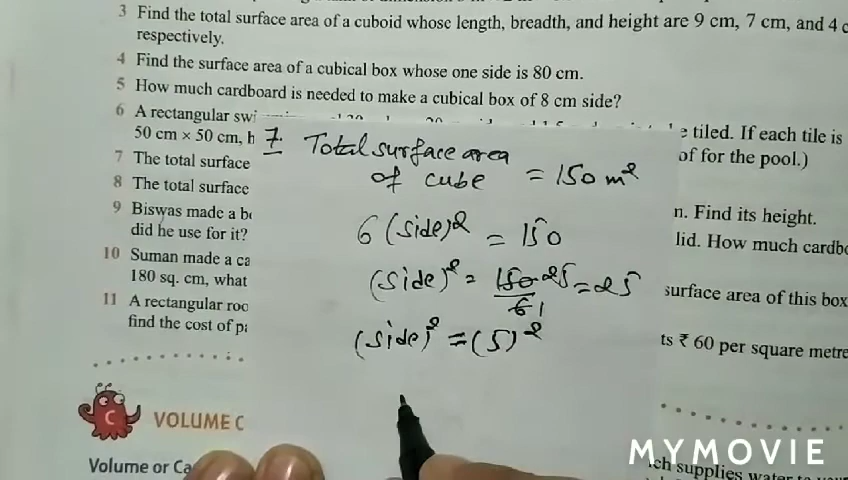 3 Find the total surface area of a cuboid whose length, breadth, and height are 9 cm, 7 cm, and 4 c
respectively.
4 Find the surface area of a cubical box whose one side is 80 cm.
5 How much cardboard is needed to make a cubical box of 8 cm side?
6 A rectangular
50 cm × 50 cm, h
e tiled. If each tile is
of for the pool.)
7 The total surface
8 The total surface
n. Find its height.
9 Biswas made a b
lid. How much cardbo
did he use for it?
10 Suman made a ca
180 sq. cm, what
surface area of this box
11 A rectangular roo
find the cost of pa
ts ₹ 60 per square metre
7. Total surface area
of cube = 150 m²
6 (side)² = 150
(side)² = 150 25 = 25
6 1
(side)² = (5)²
C VOLUME C
Volume or Ca
ch supplies water to
MYMOVIE